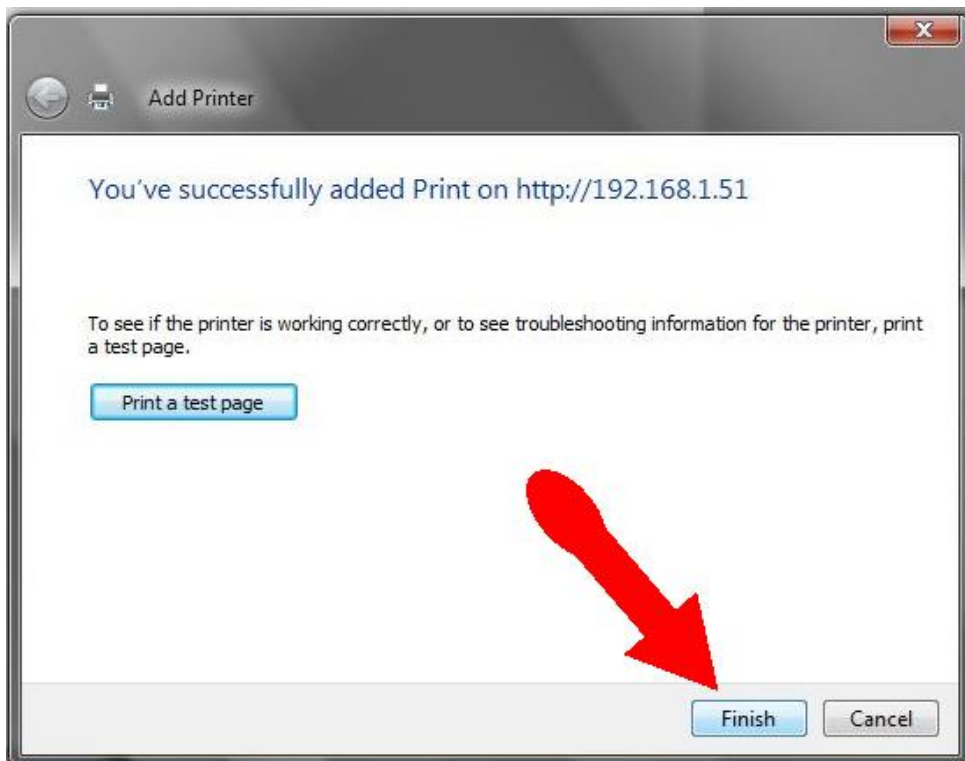 Add Printer
You've successfully added Print on http://192.168.1.51
To see if the printer is working correctly, or to see troubleshooting information for the printer, print
a test page.
Print a test page
Finish Cancel